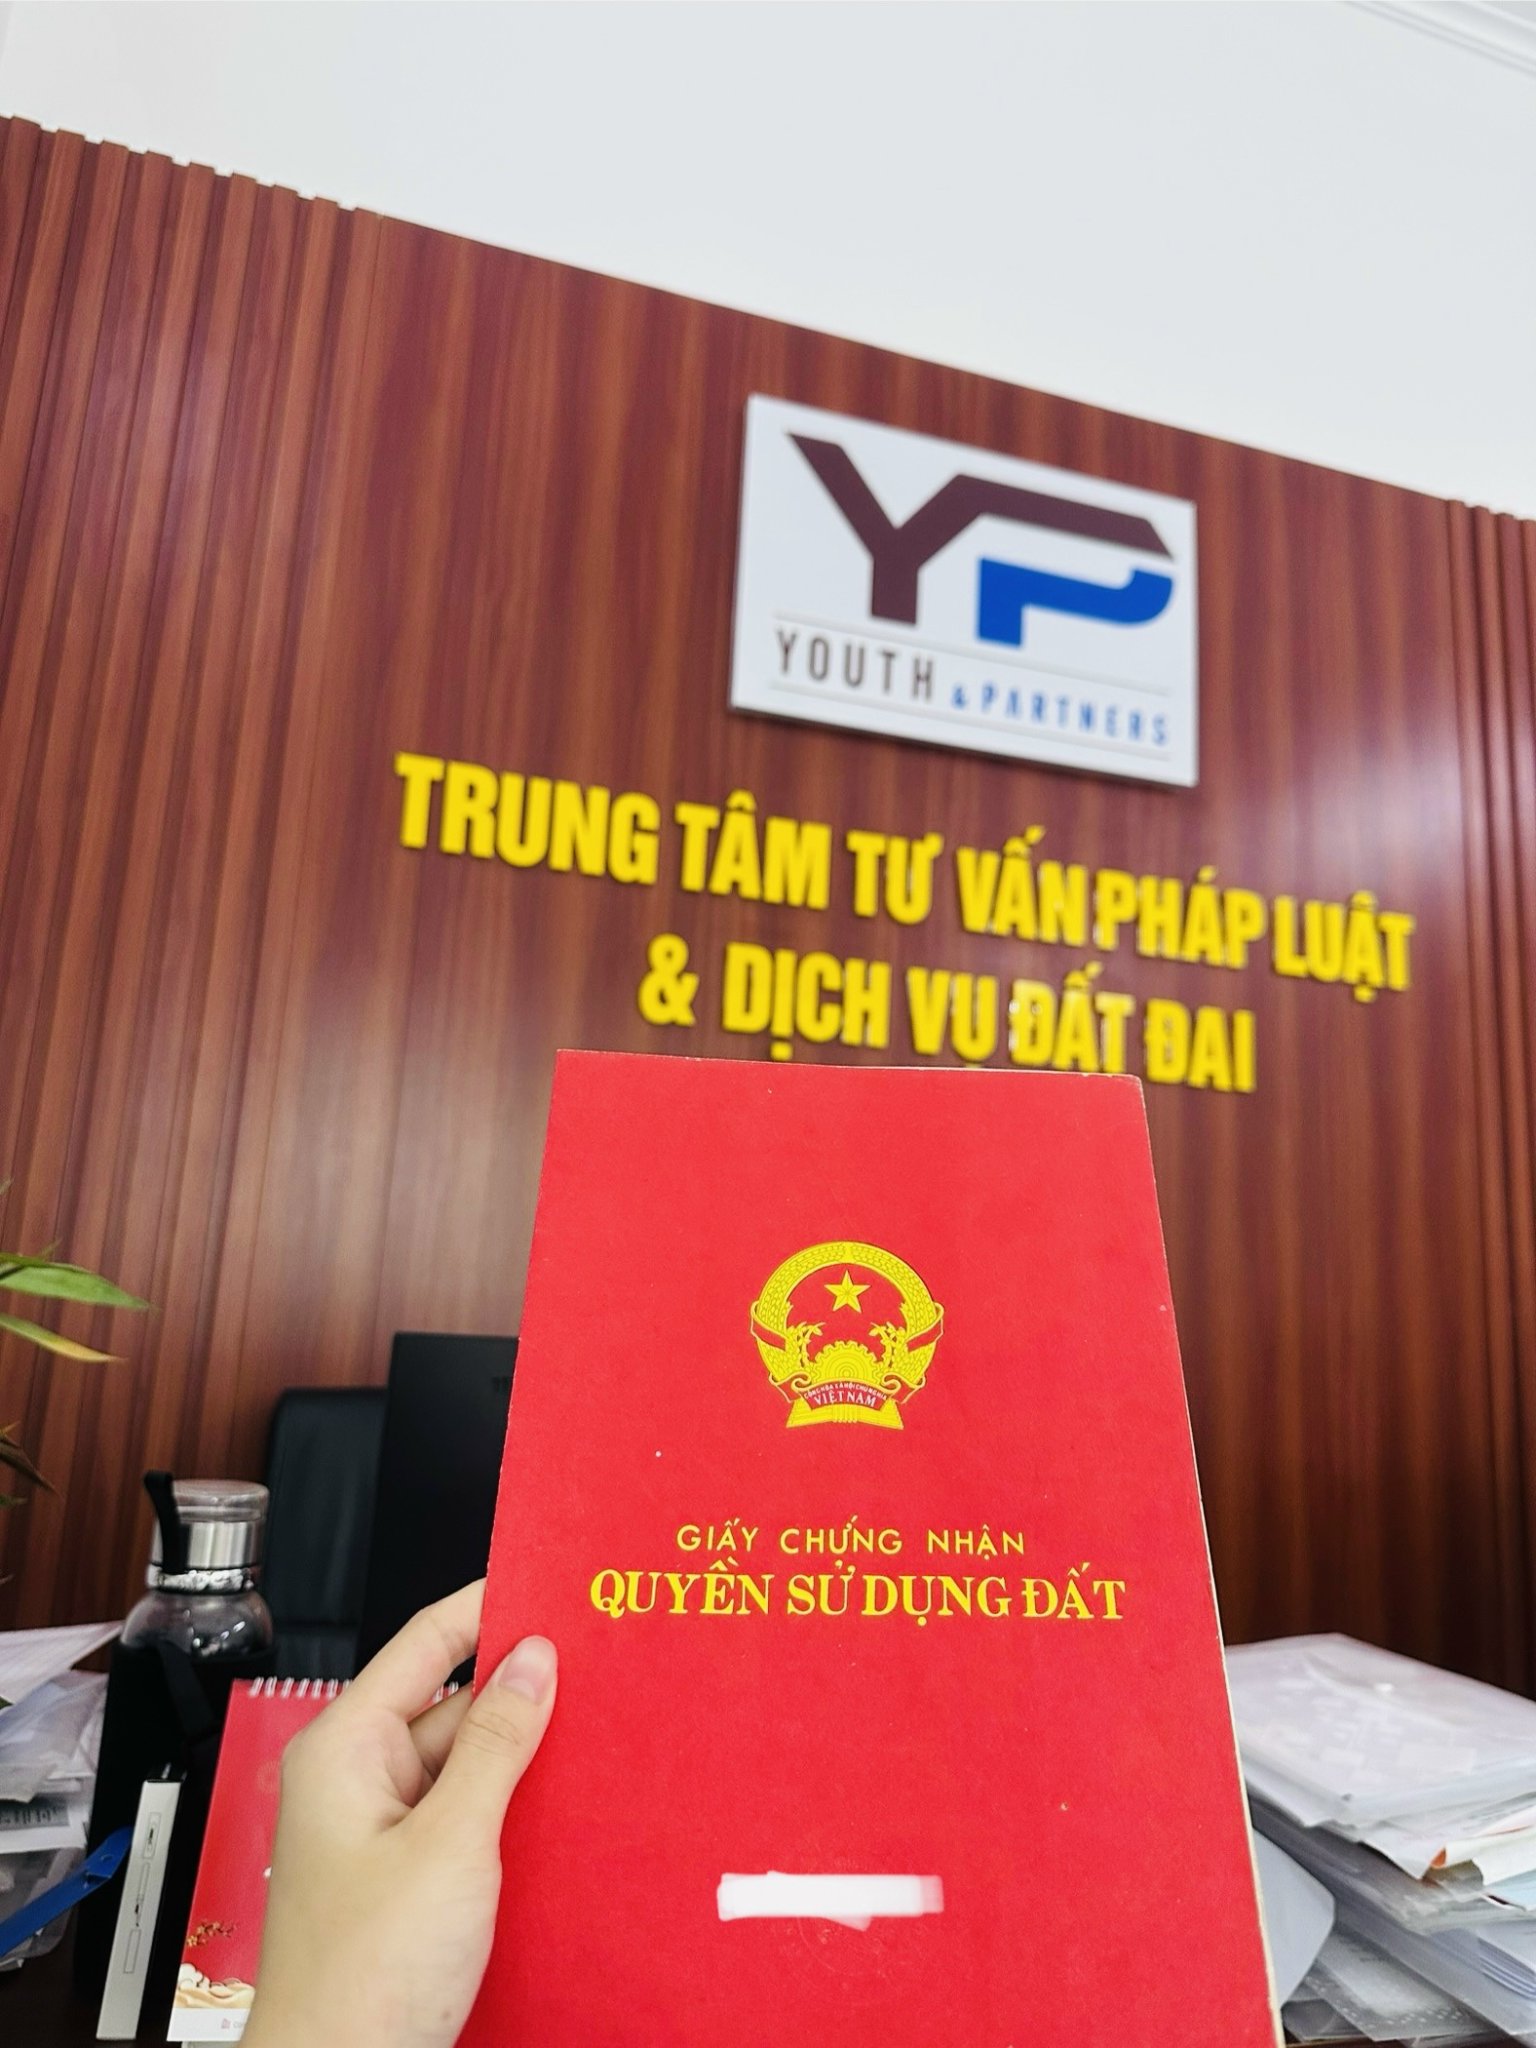 YP
YOUTH & PARTNERS
TRUNG TÂM TƯ VẤN PHÁP LUẬT
& DỊCH VỤ ĐẤT ĐAI
CỘNG HÒA XÃ HỘI CHỦ NGHĨA
VIỆT NAM
GIẤY CHỨNG NHẬN
QUYỀN SỬ DỤNG ĐẤT